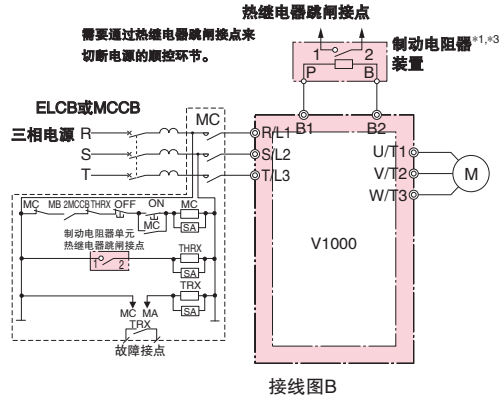 热继电器跳闸接点
需要通过热继电器跳闸接点来
切断电源的顺控环节。
1 2
制动电阻器*1,*3
装置
P B
ELCB或MCCB
MC
三相电源 R
R/L1 B1 B2
S
S/L2
T
T/L3
U/T1
V/T2
W/T3
M
V1000
MC MB 2MCCB THRX OFF ON MC
MC
SA
制动电阻器单元
热继电器跳闸接点
1 2
THRX
SA
TRX
SA
MC MA
TRX
故障接点
接线图B